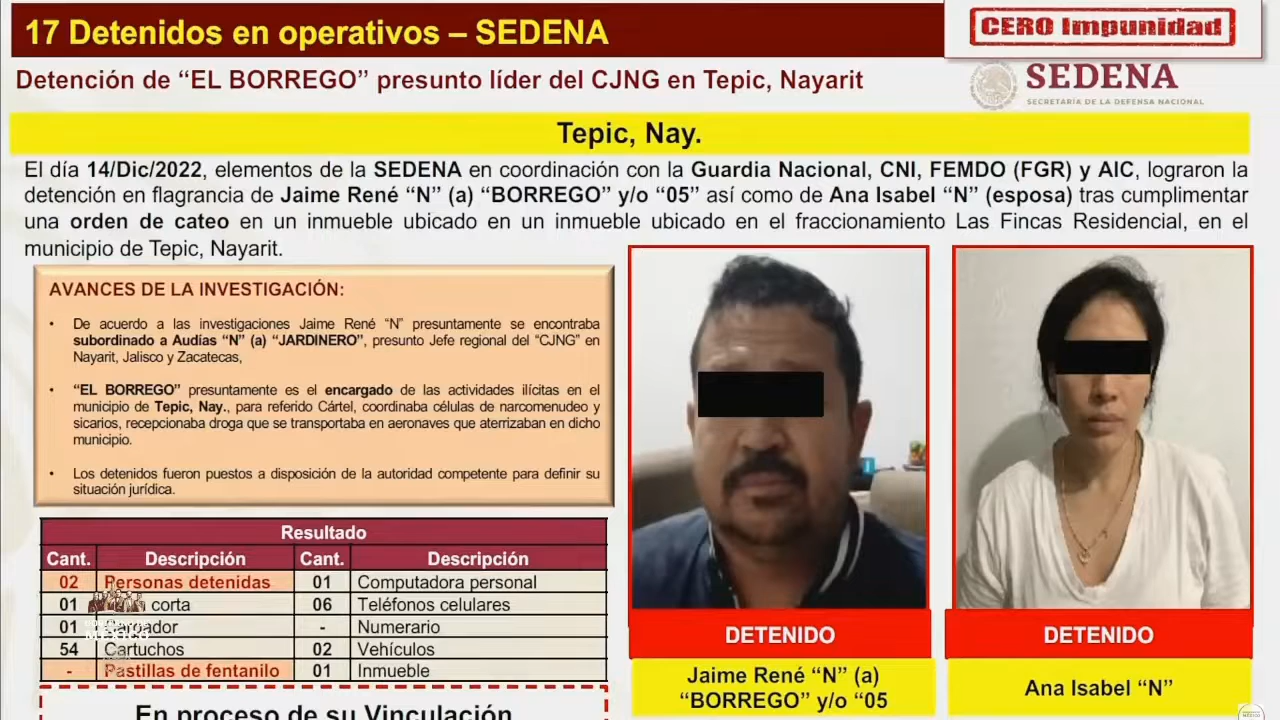 17 Detenidos en operativos – SEDENA
CERO Impunidad
Detención de “EL BORREGO” presunto líder del CJNG en Tepic, Nayarit
SEDENA
SECRETARÍA DE LA DEFENSA NACIONAL
Tepic, Nay.
El día 14/Dic/2022, elementos de la SEDENA en coordinación con la Guardia Nacional, CNI, FEMDO (FGR) y AIC, lograron la
detención en flagrancia de Jaime René “N” (a) “BORREGO” y/o “05” así como de Ana Isabel “N” (esposa) tras cumplimentar
una orden de cateo en un inmueble ubicado en un inmueble ubicado en el fraccionamiento Las Fincas Residencial, en el
municipio de Tepic, Nayarit.
AVANCES DE LA INVESTIGACIÓN:
• De acuerdo a las investigaciones Jaime René “N” presuntamente se encontraba
subordinado a Audías “N” (a) “JARDINERO”, presunto Jefe regional del “CJNG” en
Nayarit, Jalisco y Zacatecas,
• “EL BORREGO” presuntamente es el encargado de las actividades ilícitas en el
municipio de Tepic, Nay., para referido Cártel, coordinaba células de narcomenudeo y
sicarios, recepcionaba droga que se transportaba en aeronaves que aterrizaban en dicho
municipio.
• Los detenidos fueron puestos a disposición de la autoridad competente para definir su
situación jurídica.
Resultado
Cant. Descripción Cant. Descripción
02 Personas detenidas 01 Computadora personal
01 corta 06 Teléfonos celulares
01 - Numerario
54 Cartuchos 02 Vehículos
- Pastillas de fentanilo 01 Inmueble
En proceso de su Vinculación
DETENIDO
Jaime René “N” (a)
“BORREGO” y/o “05
DETENIDO
Ana Isabel “N”